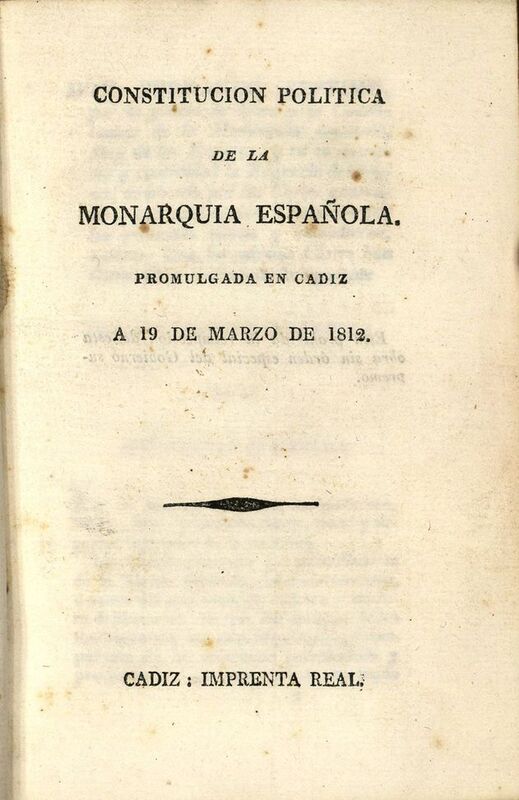 CONSTITUCION POLITICA
DE LA
MONARQUIA ESPAÑOLA.
PROMULGADA EN CADIZ
A 19 DE MARZO DE 1812.
CADIZ: IMPRENTA REAL.